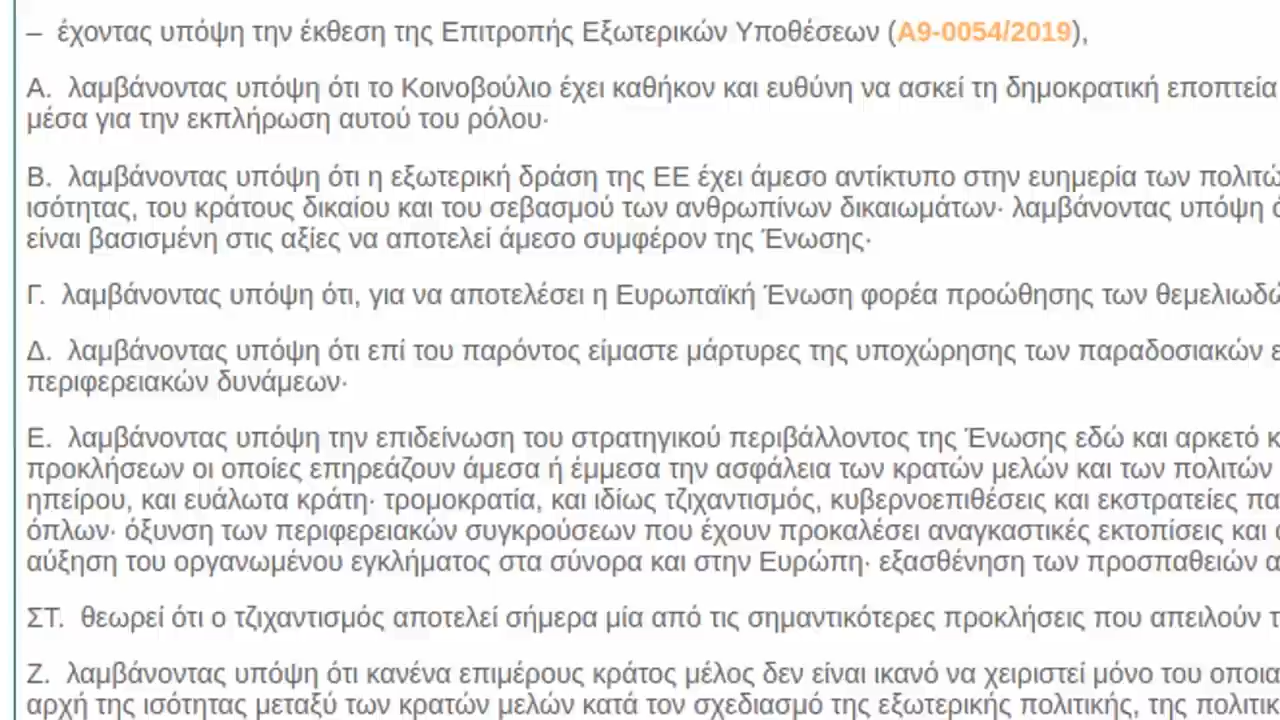 – έχοντας υπόψη την έκθεση της Επιτροπής Εξωτερικών Υποθέσεων (A9-0054/2019),
Α. λαμβάνοντας υπόψη ότι το Κοινοβούλιο έχει καθήκον και ευθύνη να ασκεί τη δημοκρατική εποπτεία
μέσα για την εκπλήρωση αυτού του ρόλου·
Β. λαμβάνοντας υπόψη ότι η εξωτερική δράση της ΕΕ έχει άμεσο αντίκτυπο στην ευημερία των
ισότητας, του κράτους δικαίου και του σεβασμού των ανθρωπίνων δικαιωμάτων· λαμβάνοντας υπόψη
είναι βασισμένη στις αξίες να αποτελεί άμεσο συμφέρον της Ένωσης·
Γ. λαμβάνοντας υπόψη ότι, για να αποτελέσει η Ευρωπαϊκή Ένωση φορέα προώθησης των
Δ. λαμβάνοντας υπόψη ότι επί του παρόντος είμαστε μάρτυρες της υποχώρησης των παραδοσιακών
περιφερειακών δυνάμεων·
Ε. λαμβάνοντας υπόψη την επιδείνωση του στρατηγικού περιβάλλοντος της Ένωσης εδώ και αρκετό
προκλήσεων οι οποίες επηρεάζουν άμεσα ή έμμεσα την ασφάλεια των κρατών μελών και των πολιτών
ηπείρου, και ευάλωτα κράτη· τρομοκρατία, και ιδίως τζιχαντισμός, κυβερνοεπιθέσεις και εκστρατείες
όπλων· όξυνση των περιφερειακών συγκρούσεων που έχουν προκαλέσει αναγκαστικές εκτοπίσεις και
αύξηση του οργανωμένου εγκλήματος στα σύνορα και στην Ευρώπη· εξασθένηση των προσπαθειών
ΣΤ. θεωρεί ότι ο τζιχαντισμός αποτελεί σήμερα μία από τις σημαντικότερες προκλήσεις που απειλούν
Ζ. λαμβάνοντας υπόψη ότι κανένα επιμέρους κράτος μέλος δεν είναι ικανό να χειριστεί μόνο του
αρχή της ισότητας μεταξύ των κρατών μελών κατά τον σχεδιασμό της εξωτερικής πολιτικής, της